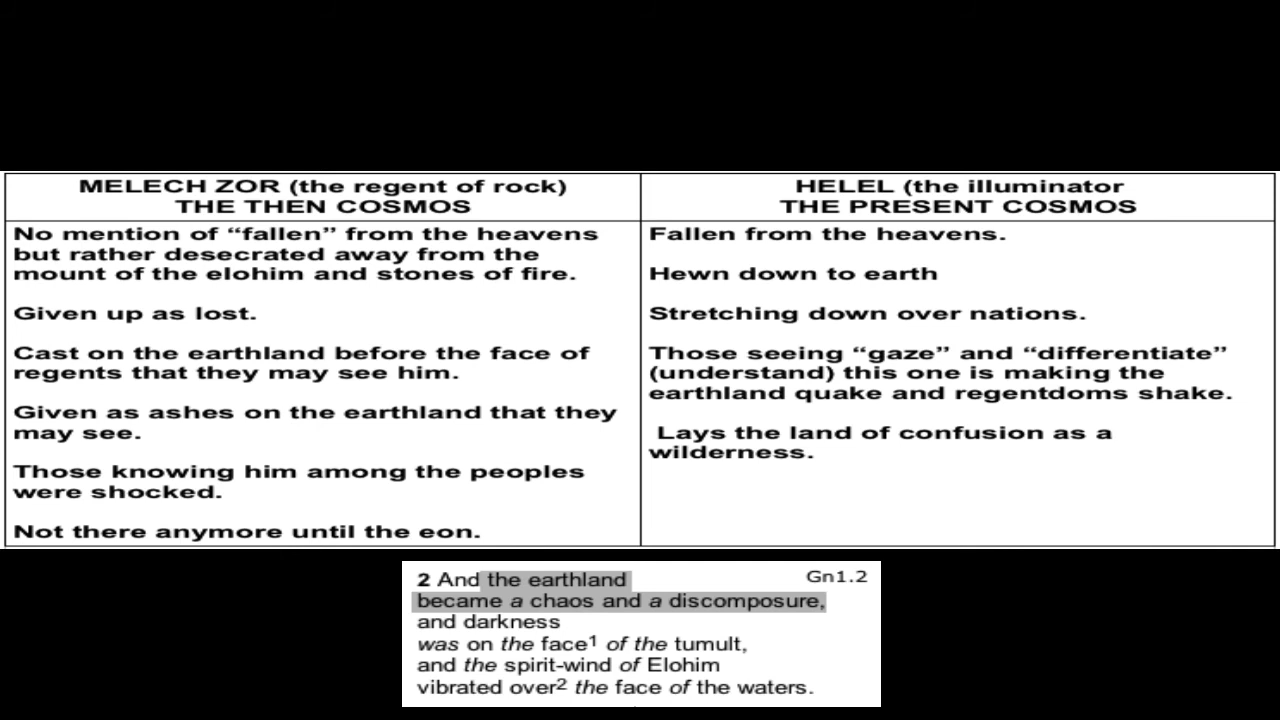 MELECH ZOR (the regent of rock)
THE THEN COSMOS
No mention of “fallen” from the heavens
but rather desecrated away from the
mount of the elohim and stones of fire.
Given up as lost.
Cast on the earthland before the face of
regents that they may see him.
Given as ashes on the earthland that they
may see.
Those knowing him among the peoples
were shocked.
Not there anymore until the eon.
HELEL (the illuminator
THE PRESENT COSMOS
Fallen from the heavens.
Hewn down to earth
Stretching down over nations.
Those seeing “gaze” and “differentiate”
(understand) this one is making the
earthland quake and regentdoms shake.
Lays the land of confusion as a
wilderness.
2 And the earthland Gn1.2
became a chaos and a discomposure,
and darkness
was on the face1 of the tumult,
and the spirit-wind of Elohim
vibrated over2 the face of the waters.